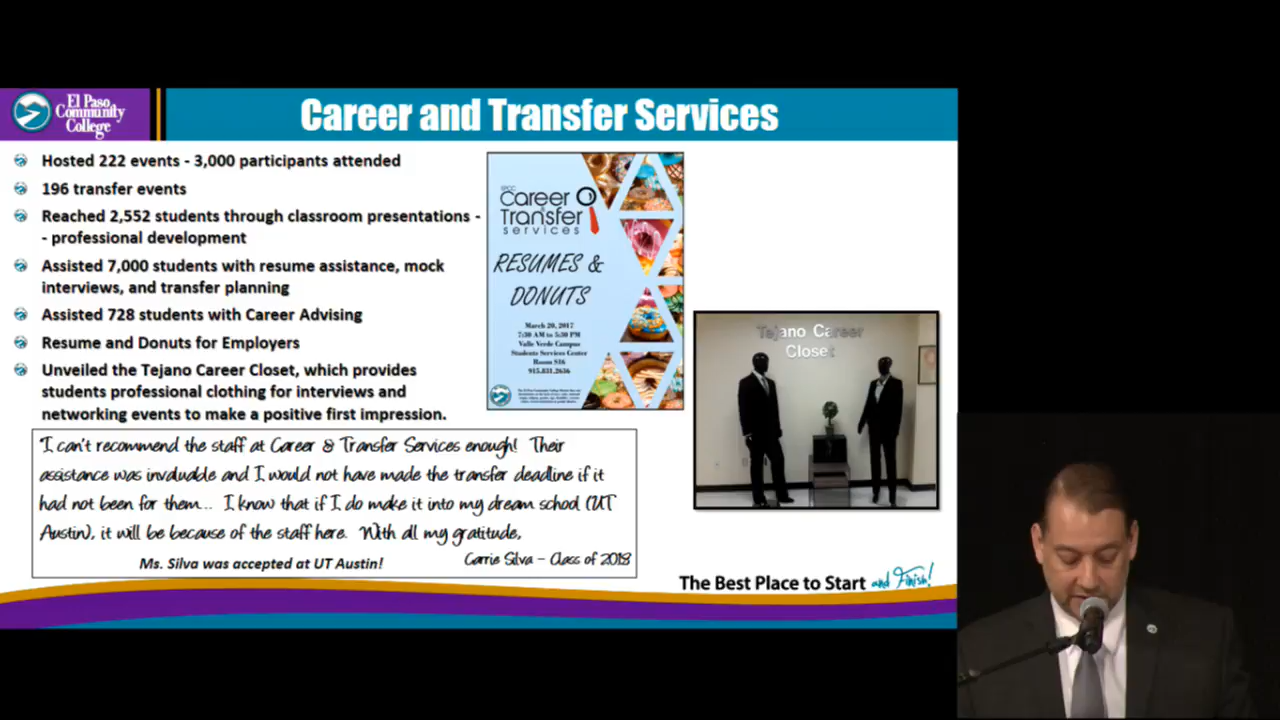 El Paso
Community
College
Career and Transfer Services
Hosted 222 events - 3,000 participants attended
196 transfer events
Reached 2,552 students through classroom presentations -
- professional development
Assisted 7,000 students with resume assistance, mock
interviews, and transfer planning
Assisted 728 students with Career Advising
Resume and Donuts for Employers
Unveiled the Tejano Career Closet, which provides
students professional clothing for interviews and
networking events to make a positive first impression.
EPCC
Career
& Transfer
services
RESUMES &
DONUTS
March 20, 2017
7:30 AM to 5:30 PM
Valle Verde Campus
Students Services Center
Room S16
915.831.2636
Tejano Career
Closet
"I can't recommend the staff at Career & Transfer Services enough! Their
assistance was invaluable and I would not have made the transfer deadline if it
had not been for them... I know that if I do make it into my dream school (UT
Austin), it will be because of the staff here. With all my gratitude,
Carrie Silva – Class of 2018
Ms. Silva was accepted at UT Austin!
The Best Place to Start and Finish!